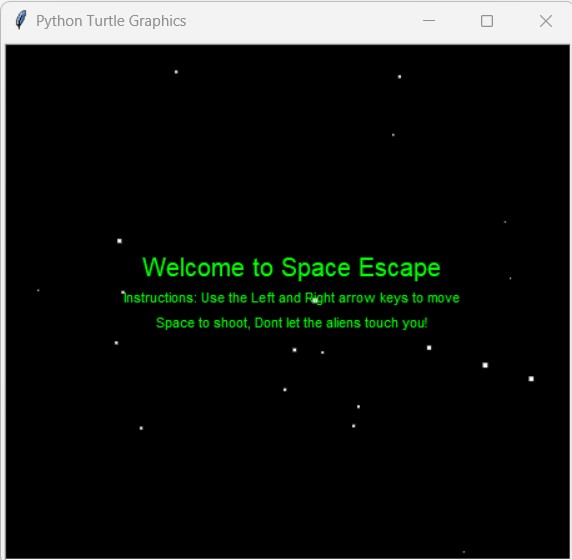 Python Turtle Graphics
Welcome to Space Escape
Instructions: Use the Left and Right arrow keys to move
Space to shoot, Dont let the aliens touch you!